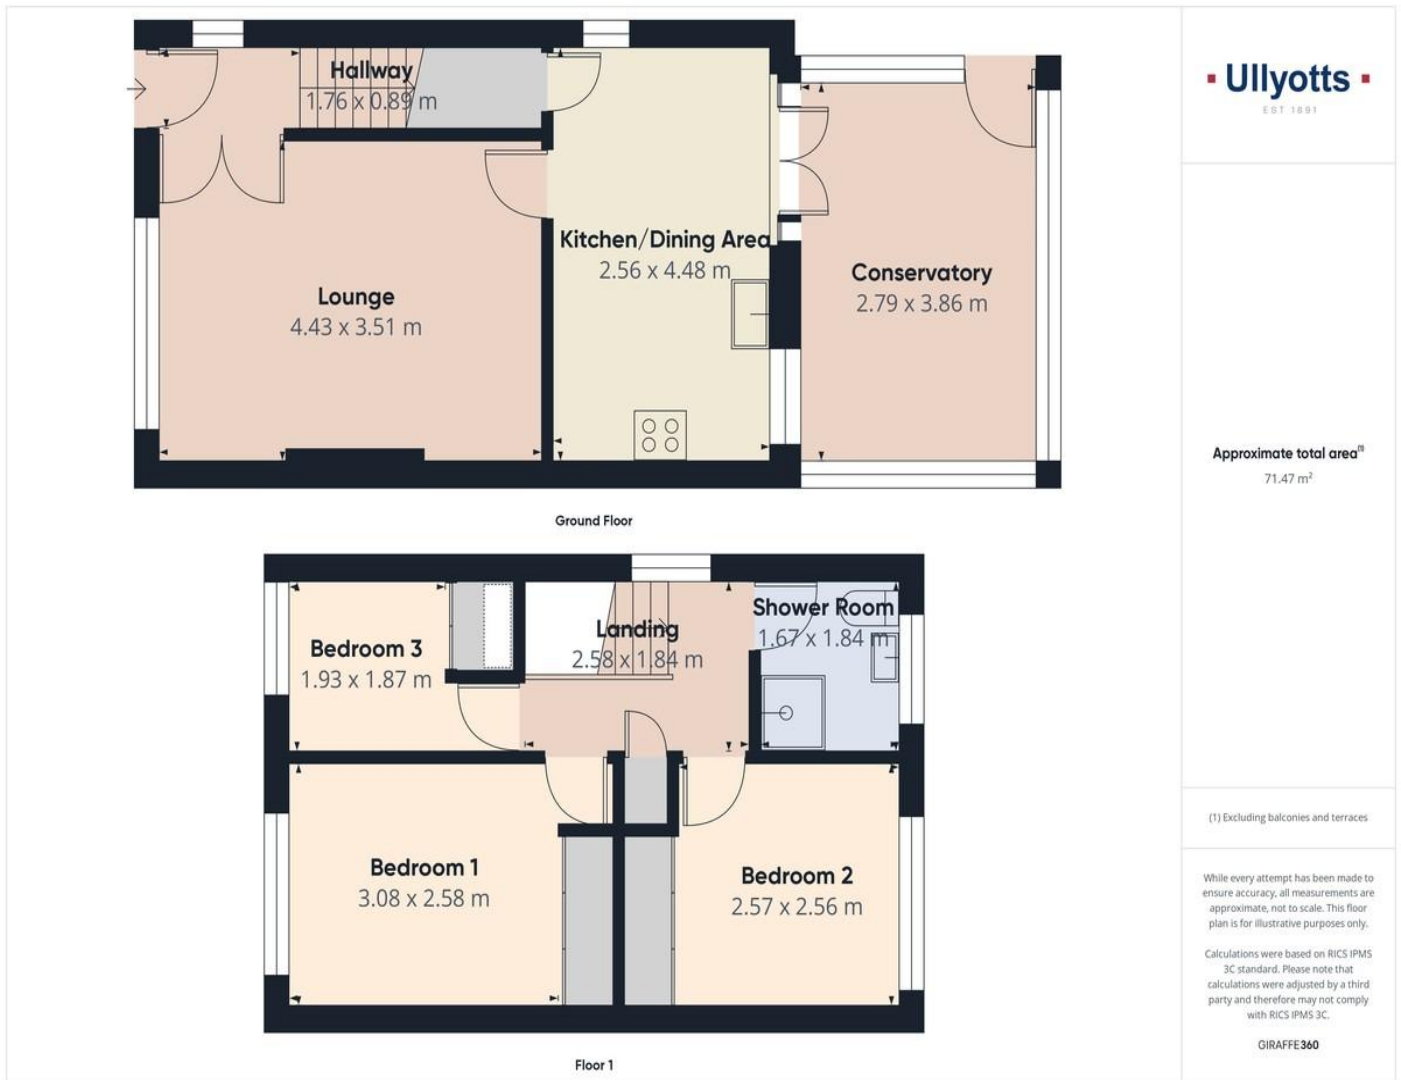 Hallway
1.76 x 0.89 m
Kitchen/Dining Area
2.56 x 4.48 m
Conservatory
2.79 x 3.86 m
Lounge
4.43 x 3.51 m
Ground Floor
Shower Room
1.67 x 1.84 m
Landing
2.58 x 1.84 m
Bedroom 3
1.93 x 1.87 m
Bedroom 1
3.08 x 2.58 m
Bedroom 2
2.57 x 2.56 m
Floor 1
Ullyotts
EST 1891
Approximate total area(1)
71.47 m²
(1) Excluding balconies and terraces
While every attempt has been made to
ensure accuracy, all measurements are
approximate, not to scale. This floor
plan is for illustrative purposes only.
Calculations were based on RICS IPMS
3C standard. Please note that
calculations were adjusted by a third
party and therefore may not comply
with RICS IPMS 3C.
GIRAFFE360